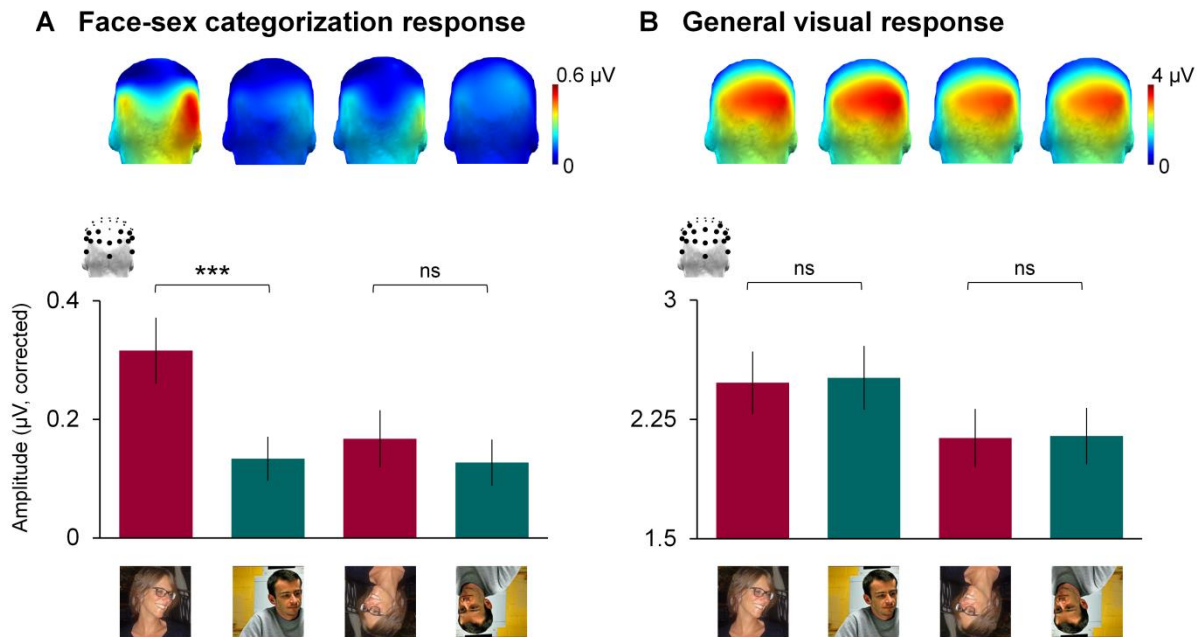 A Face-sex categorization response
0.6 µV
0
***
ns
Amplitude (µV, corrected)
0.4
0.2
0
B General visual response
4 µV
0
ns
ns
3
2.25
1.5